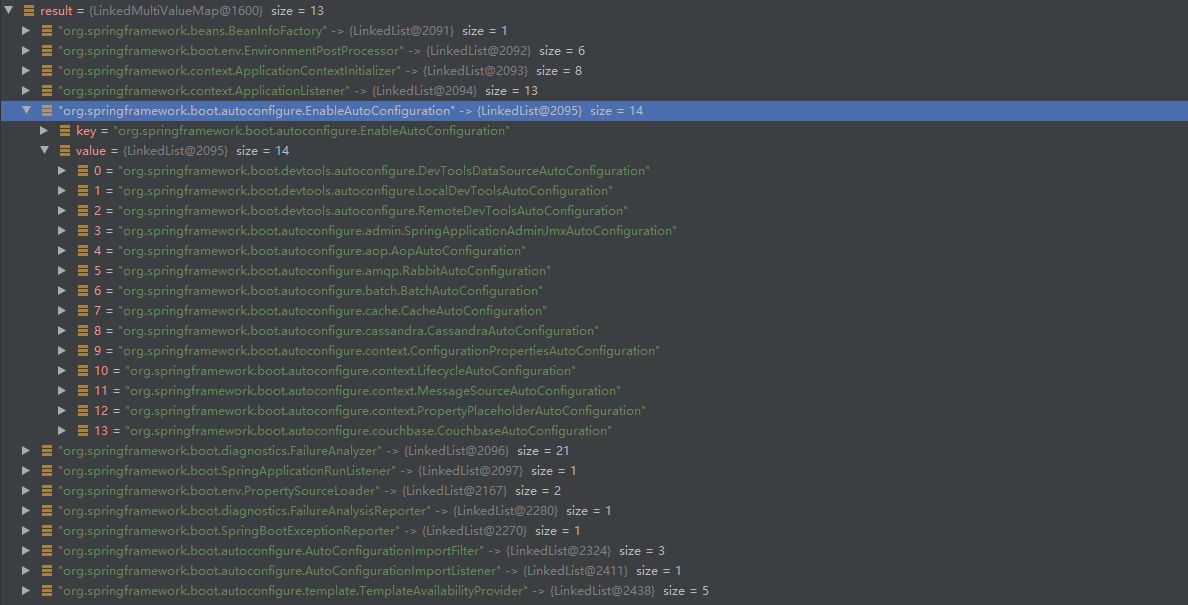 result = {LinkedMultiValueMap@1600} size = 13
"org.springframework.beans.BeanInfoFactory" -> {LinkedList@2091} size = 1
"org.springframework.boot.env.EnvironmentPostProcessor" -> {LinkedList@2092} size = 6
"org.springframework.context.ApplicationContextInitializer" -> {LinkedList@2093} size = 8
"org.springframework.context.ApplicationListener" -> {LinkedList@2094} size = 13
"org.springframework.boot.autoconfigure.EnableAutoConfiguration" -> {LinkedList@2095} size = 14
key = "org.springframework.boot.autoconfigure.EnableAutoConfiguration"
value = {LinkedList@2095} size = 14
0 = "org.springframework.boot.devtools.autoconfigure.DevToolsDataSourceAutoConfiguration"
1 = "org.springframework.boot.devtools.autoconfigure.LocalDevToolsAutoConfiguration"
2 = "org.springframework.boot.devtools.autoconfigure.RemoteDevToolsAutoConfiguration"
3 = "org.springframework.boot.autoconfigure.admin.SpringApplicationAdminJmxAutoConfiguration"
4 = "org.springframework.boot.autoconfigure.aop.AopAutoConfiguration"
5 = "org.springframework.boot.autoconfigure.amqp.RabbitAutoConfiguration"
6 = "org.springframework.boot.autoconfigure.batch.BatchAutoConfiguration"
7 = "org.springframework.boot.autoconfigure.cache.CacheAutoConfiguration"
8 = "org.springframework.boot.autoconfigure.cassandra.CassandraAutoConfiguration"
9 = "org.springframework.boot.autoconfigure.context.ConfigurationPropertiesAutoConfiguration"
10 = "org.springframework.boot.autoconfigure.context.LifecycleAutoConfiguration"
11 = "org.springframework.boot.autoconfigure.context.MessageSourceAutoConfiguration"
12 = "org.springframework.boot.autoconfigure.context.PropertyPlaceholderAutoConfiguration"
13 = "org.springframework.boot.autoconfigure.couchbase.CouchbaseAutoConfiguration"
"org.springframework.boot.diagnostics.FailureAnalyzer" -> {LinkedList@2096} size = 21
"org.springframework.boot.SpringApplicationRunListener" -> {LinkedList@2097} size = 1
"org.springframework.boot.env.PropertySourceLoader" -> {LinkedList@2167} size = 2
"org.springframework.boot.diagnostics.FailureAnalysisReporter" -> {LinkedList@2280} size = 1
"org.springframework.boot.SpringBootExceptionReporter" -> {LinkedList@2270} size = 1
"org.springframework.boot.autoconfigure.AutoConfigurationImportFilter" -> {LinkedList@2324} size = 3
"org.springframework.boot.autoconfigure.AutoConfigurationImportListener" -> {LinkedList@2411} size = 1
"org.springframework.boot.autoconfigure.template.TemplateAvailabilityProvider" -> {LinkedList@2438} size = 5